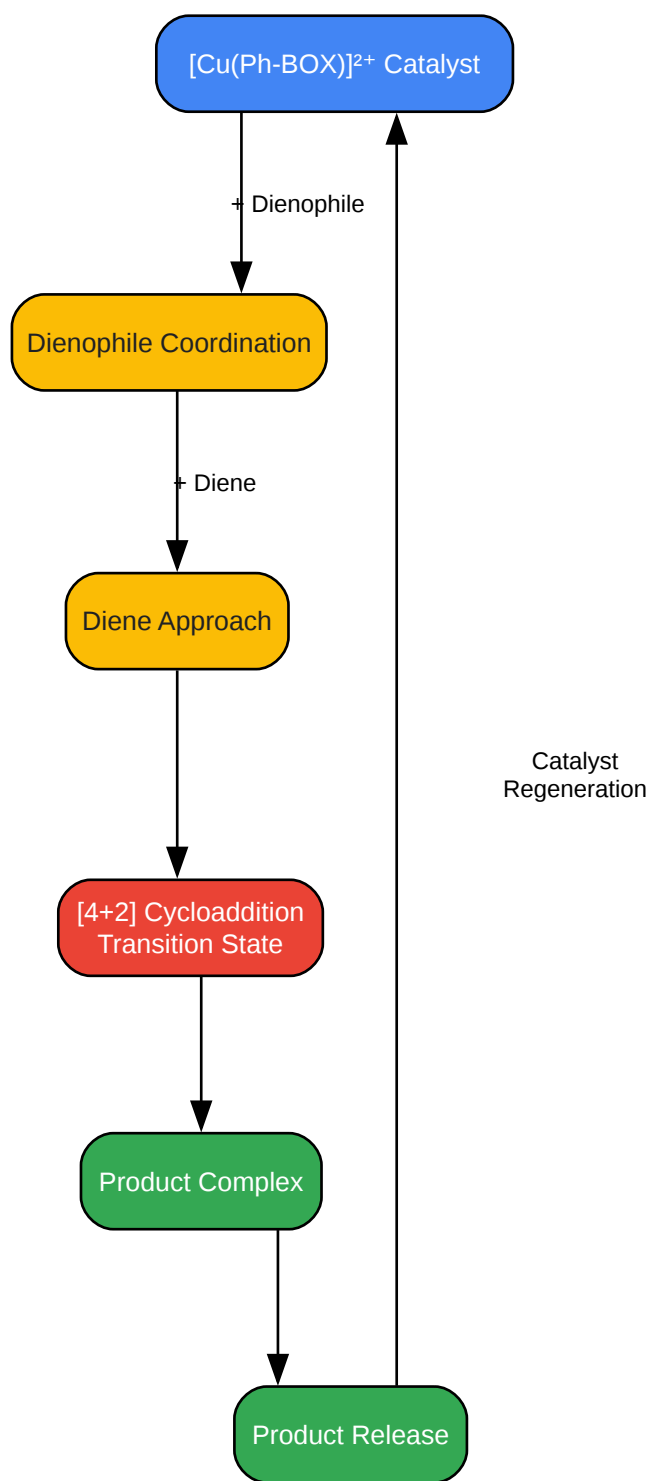 [Cu(Ph-BOX)]²⁺ Catalyst
+ Dienophile
Dienophile Coordination
+ Diene
Diene Approach
Catalyst
Regeneration
[4+2] Cycloaddition
Transition State
Product Complex
Product Release